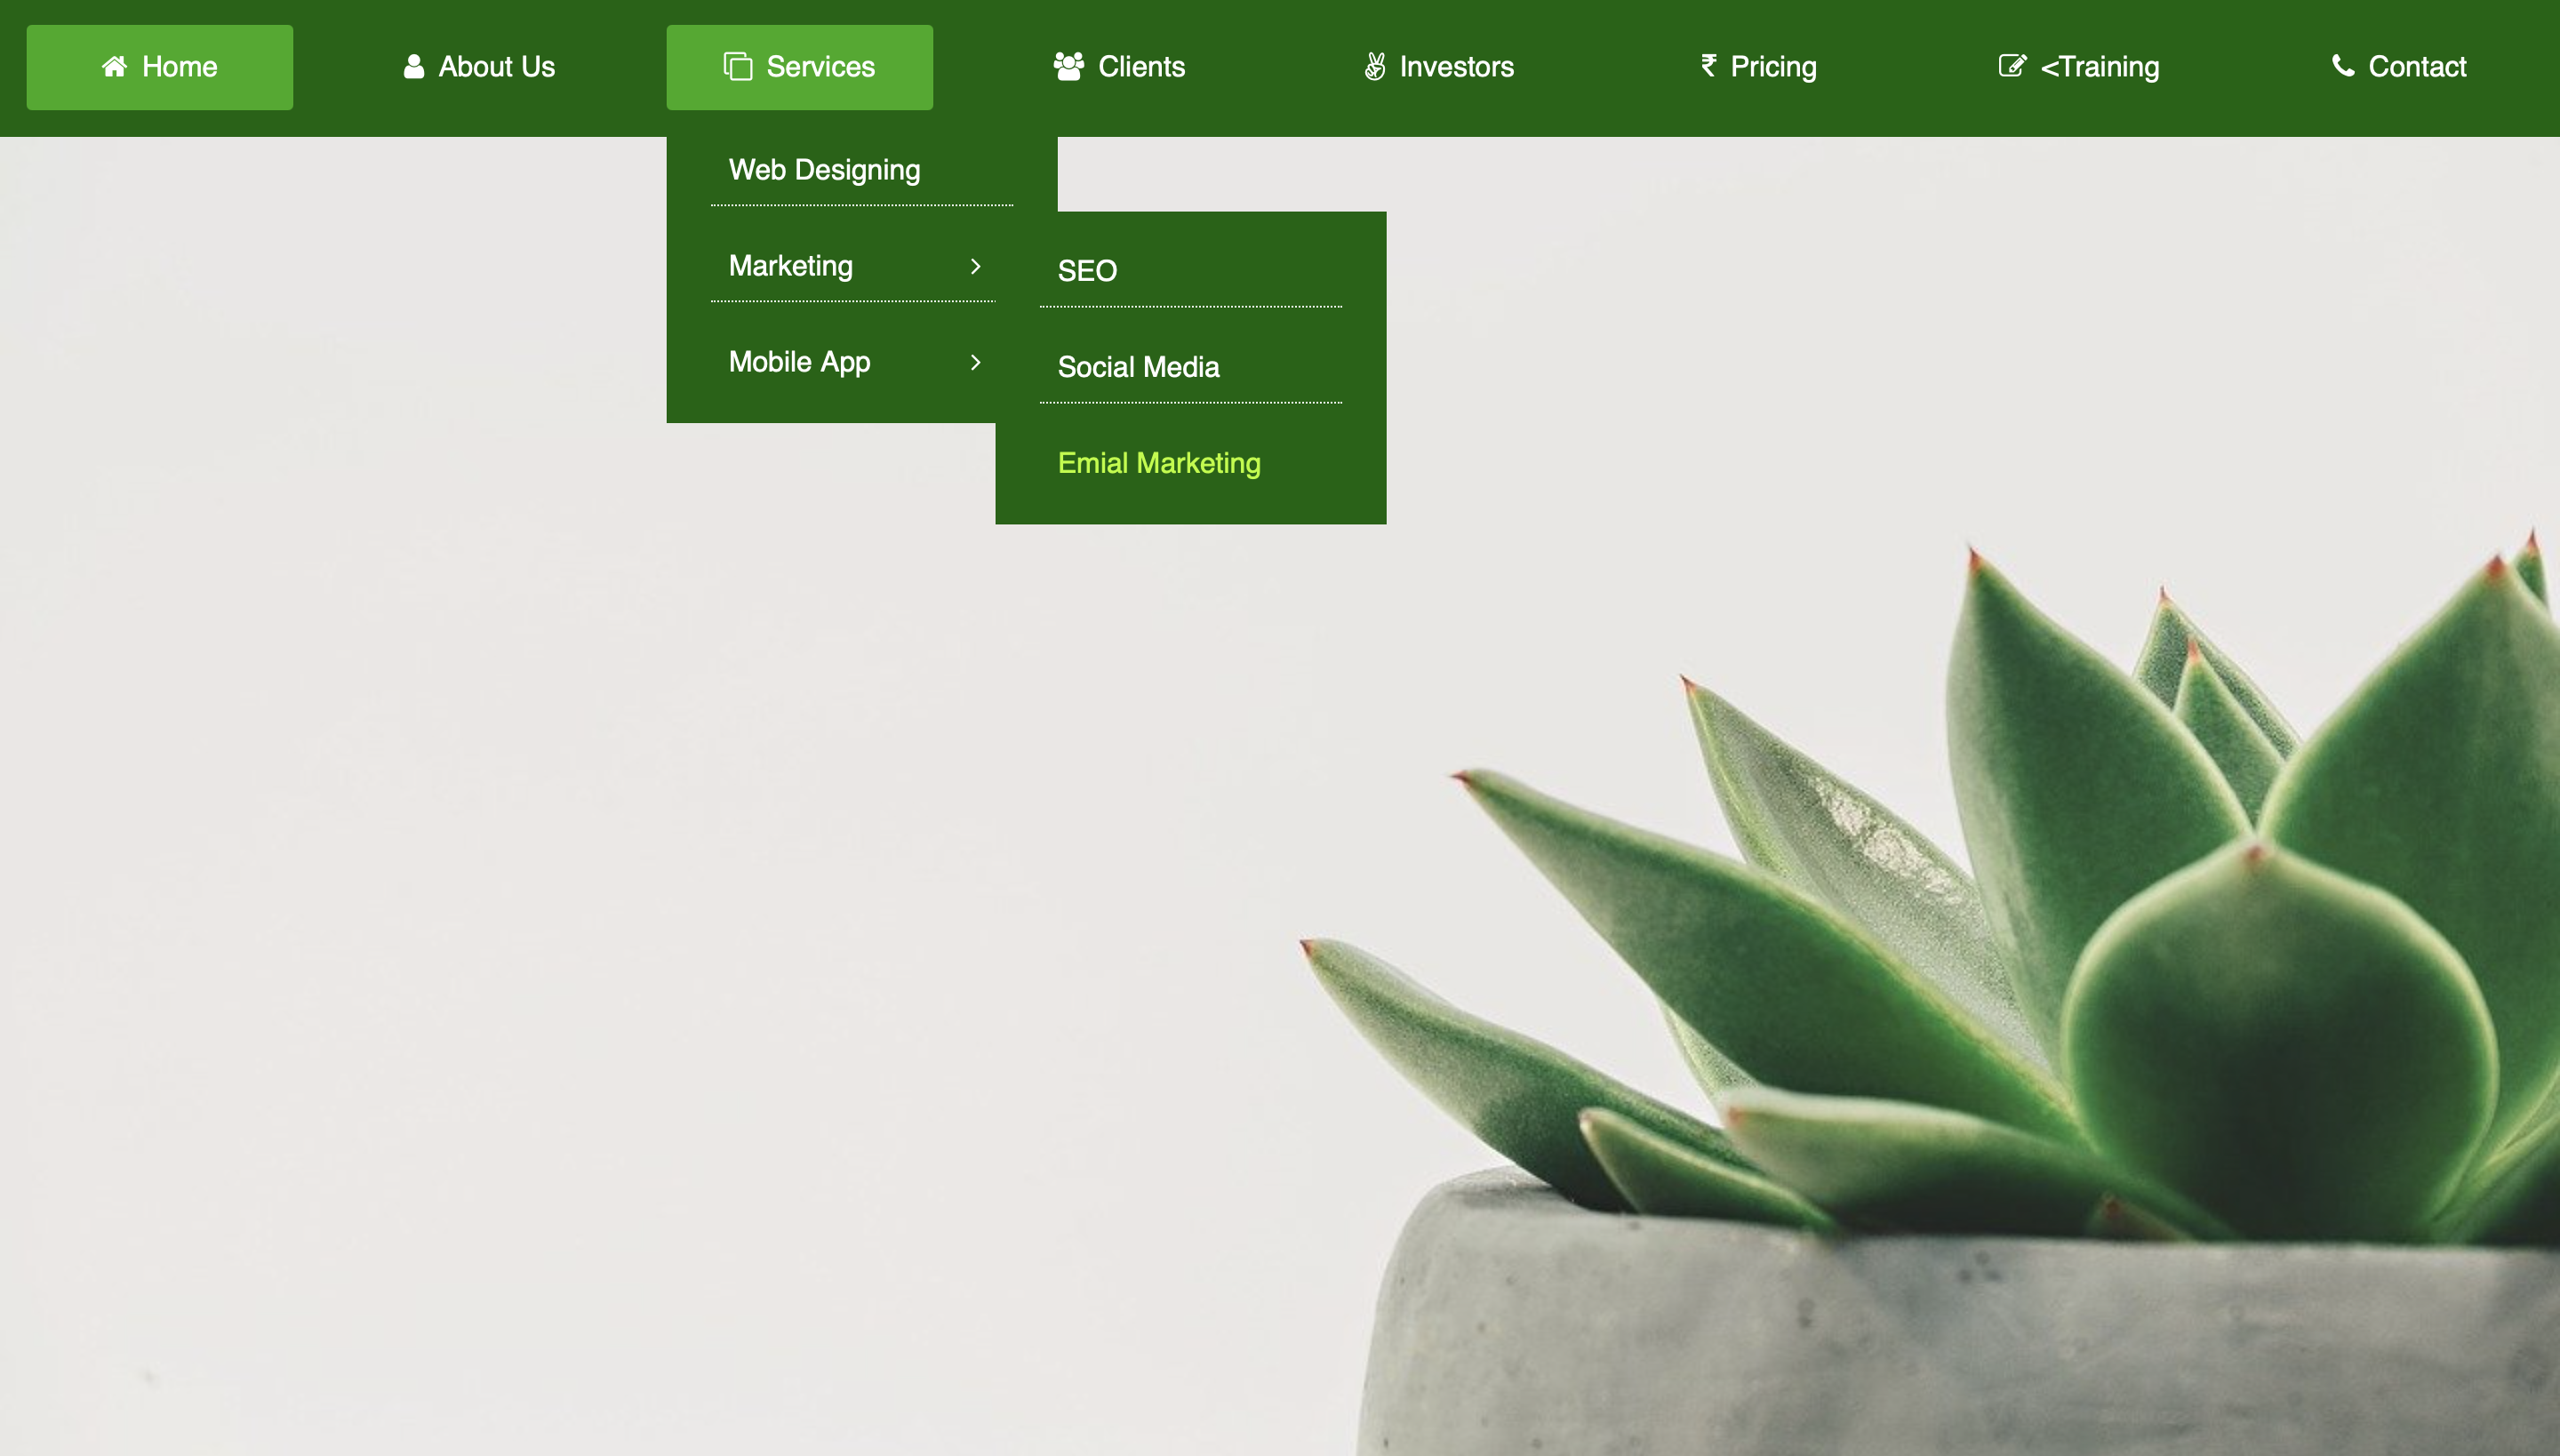 Home About Us Services Clients Investors ₹ Pricing <Training Contact
Web Designing
Marketing
SEO
Mobile App
Social Media
Emial Marketing